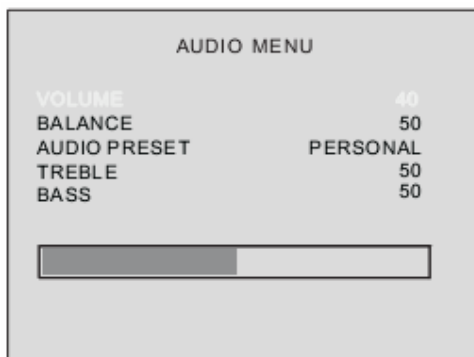 AUDIO MENU
VOLUME 40
BALANCE 50
AUDIO PRESET PERSONAL
TREBLE 50
BASS 50